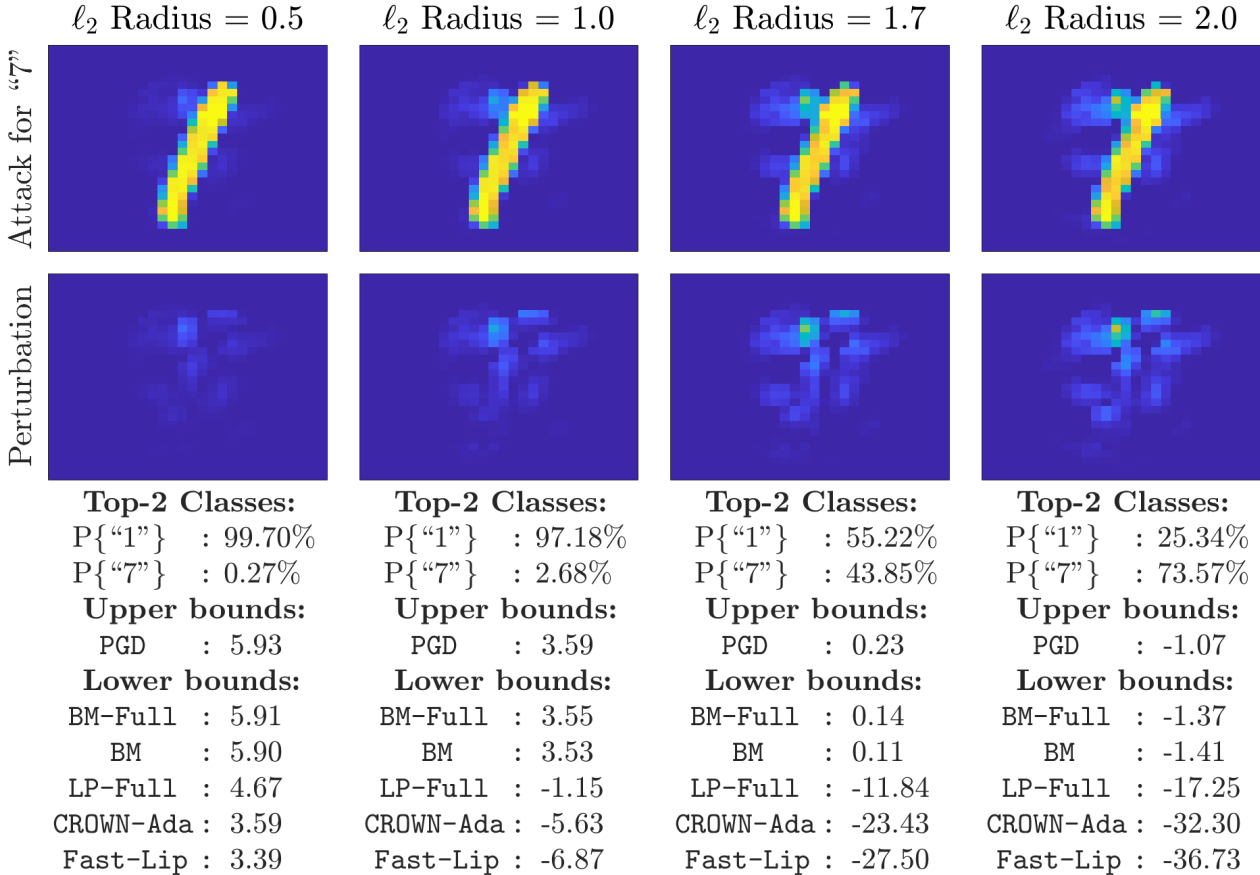 ℓ₂ Radius = 0.5 ℓ₂ Radius = 1.0 ℓ₂ Radius = 1.7 ℓ₂ Radius = 2.0
Attack for “7”
Perturbation
Top-2 Classes: Top-2 Classes: Top-2 Classes: Top-2 Classes:
P{“1”} : 99.70% P{“1”} : 97.18% P{“1”} : 55.22% P{“1”} : 25.34%
P{“7”} : 0.27% P{“7”} : 2.68% P{“7”} : 43.85% P{“7”} : 73.57%
Upper bounds: Upper bounds: Upper bounds: Upper bounds:
PGD : 5.93 PGD : 3.59 PGD : 0.23 PGD : -1.07
Lower bounds: Lower bounds: Lower bounds: Lower bounds:
BM-Full : 5.91 BM-Full : 3.55 BM-Full : 0.14 BM-Full : -1.37
BM : 5.90 BM : 3.53 BM : 0.11 BM : -1.41
LP-Full : 4.67 LP-Full : -1.15 LP-Full : -11.84 LP-Full : -17.25
CROWN-Ada : 3.59 CROWN-Ada : -5.63 CROWN-Ada : -23.43 CROWN-Ada : -32.30
Fast-Lip : 3.39 Fast-Lip : -6.87 Fast-Lip : -27.50 Fast-Lip : -36.73